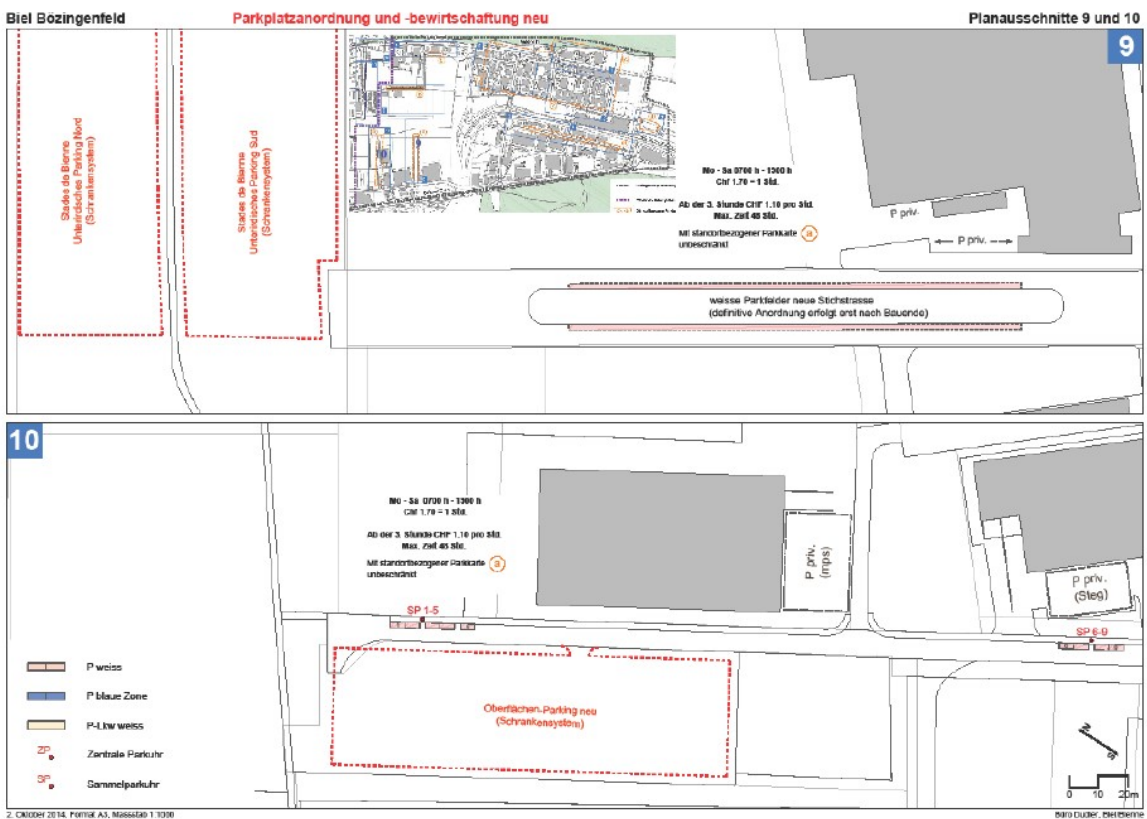 Biel Bözingenfeld
Parkplatzanordnung und -bewirtschaftung neu
Planausschnitte 9 und 10
9
Stades de Bienne
Unterirdisches Parking Nord
(Schrankensystem)
Stades de Bienne
Unterirdisches Parking Sud
(Schrankensystem)
Mo - Sa 0700 h - 1900 h
Chf 1.70 = 1 Std.
Ab der 3. Stunde CHF 1.10 pro Std.
Max. Zeit 48 Std.
Mit standortbezogener Parkkarte
unbeschränkt
a
P priv.
P priv.
weisse Parkfelder neue Stichstrasse
(definitive Anordnung erfolgt erst nach Bauende)
10
Mo - Sa 0700 h - 1900 h
Chf 1.70 = 1 Std.
Ab der 3. Stunde CHF 1.10 pro Std.
Max. Zeit 48 Std.
Mit standortbezogener Parkkarte
unbeschränkt
a
P priv.
(mps)
P priv.
(Steg)
SP 1-5
SP 6-9
Oberflächen-Parking neu
(Schrankensystem)
P weiss
P blaue Zone
P-Lkw weiss
ZP
Zentrale Parkuhr
SP
Sammelparkuhr
N
S
0 10 20m
2. Oktober 2014, Format A3, Massstab 1:1000
Büro Dudler, Biel/Bienne